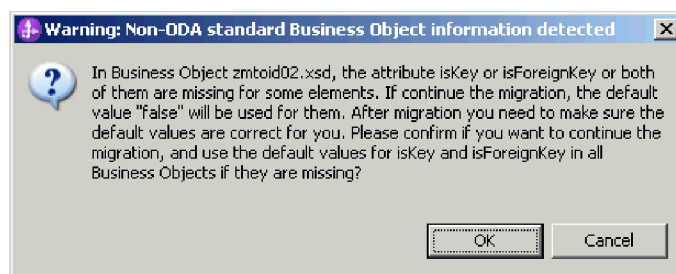 Warning: Non-ODA standard Business Object information detected
In Business Object zmtoid02.xsd, the attribute isKey or isForeignKey or both
of them are missing for some elements. If continue the migration, the default
value "false" will be used for them. After migration you need to make sure the
default values are correct for you. Please confirm if you want to continue the
migration, and use the default values for isKey and isForeignKey in all
Business Objects if they are missing?
OK
Cancel